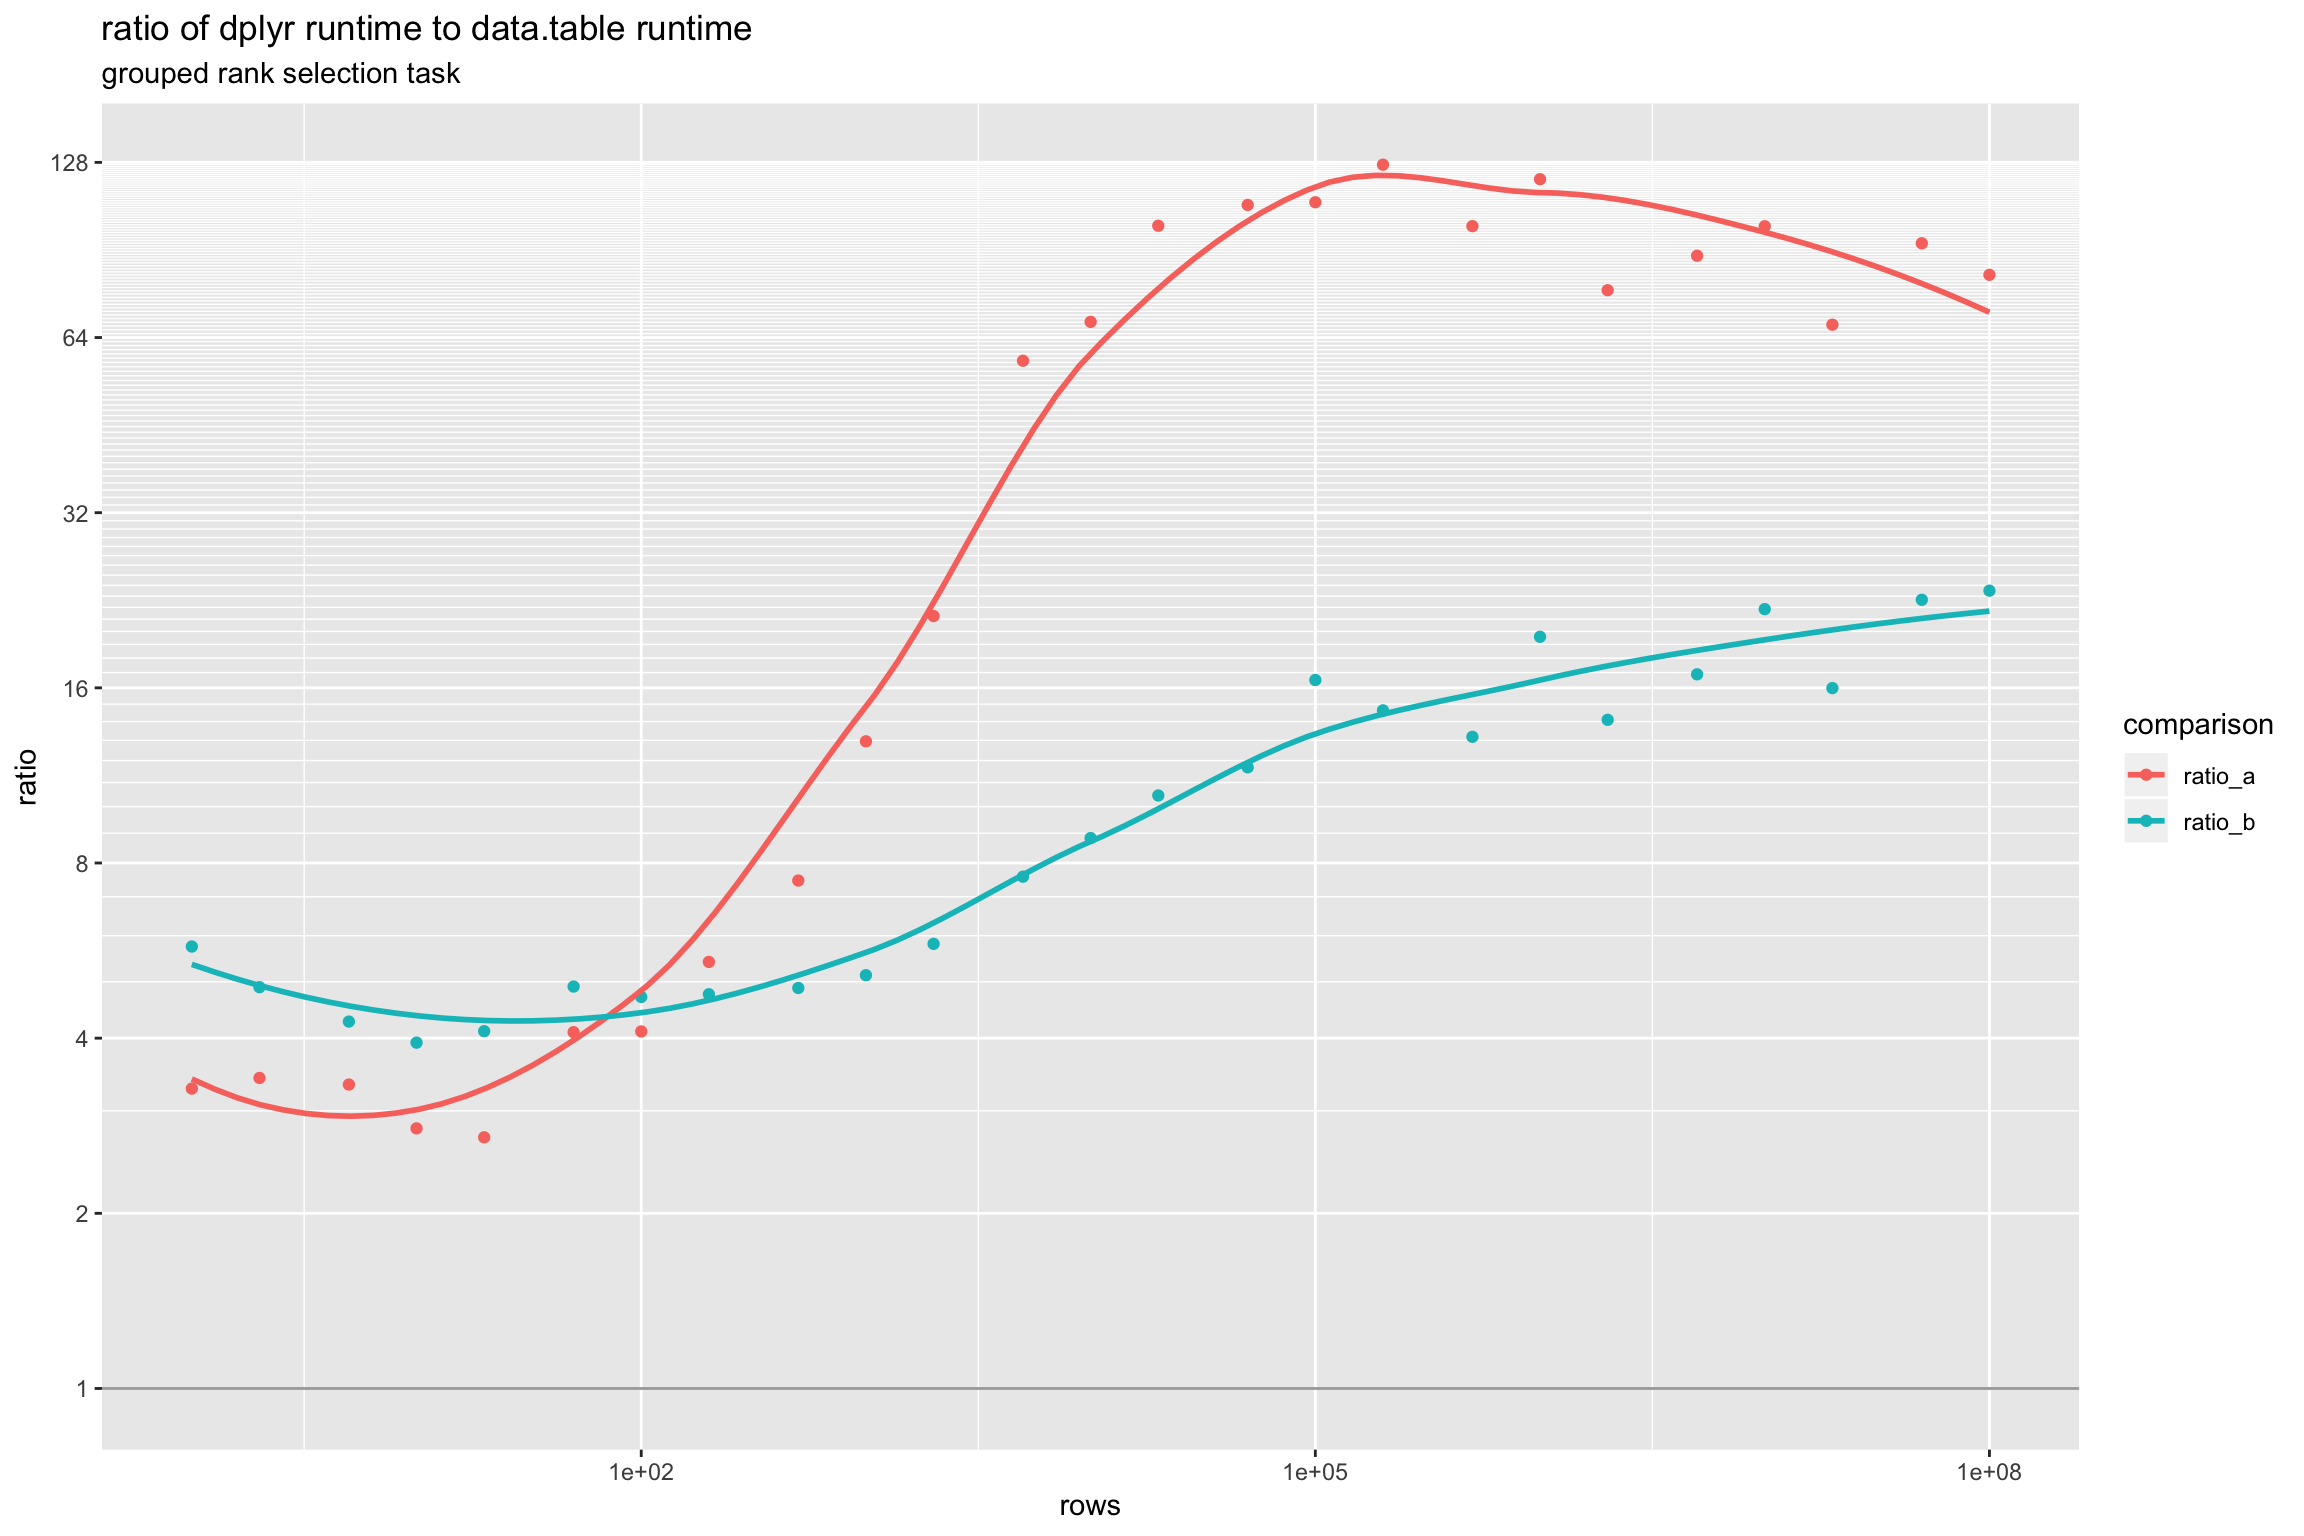 ratio of dplyr runtime to data.table runtime
grouped rank selection task
128
64
32
16
8
4
2
1
ratio
1e+02
1e+05
1e+08
rows
comparison
ratio_a
ratio_b